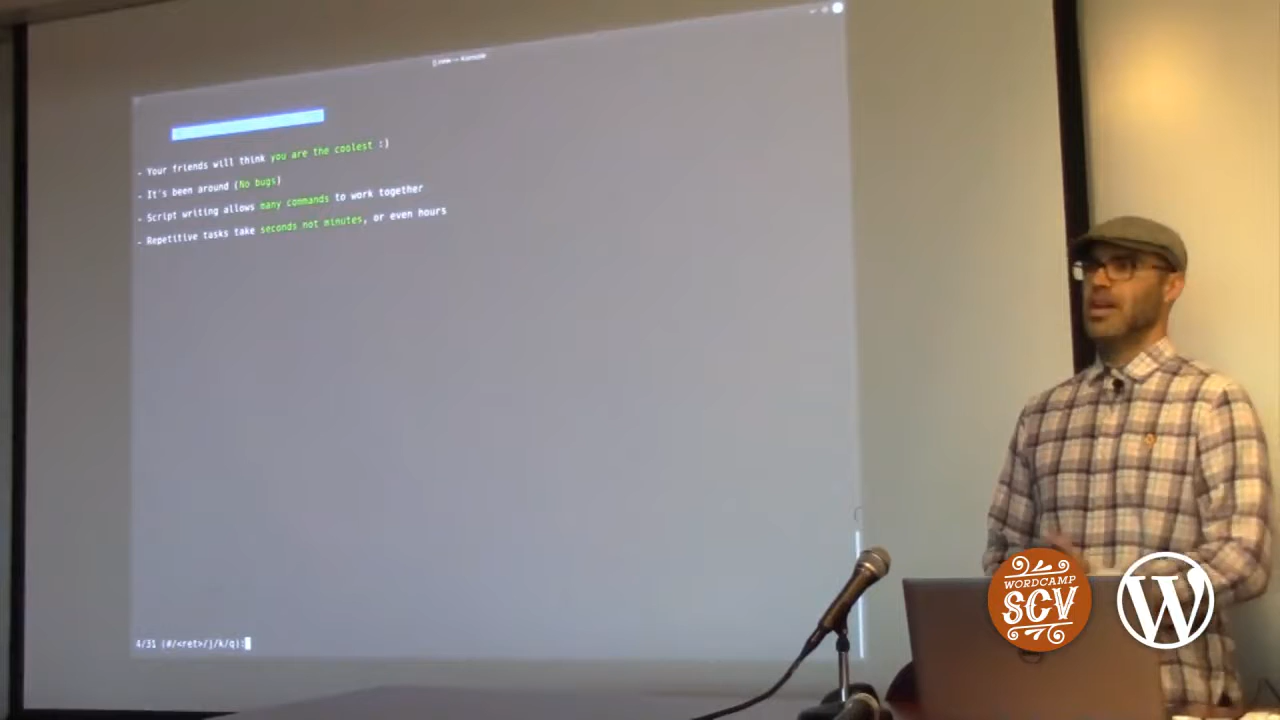 - Your friends will think you are the coolest :)
- It's been around (No bugs)
- Script writing allows many commands to work together
- Repetitive tasks take seconds not minutes, or even hours
4/31 (#/<ret>/j/k/q):
WORDCAMP
SCV
W